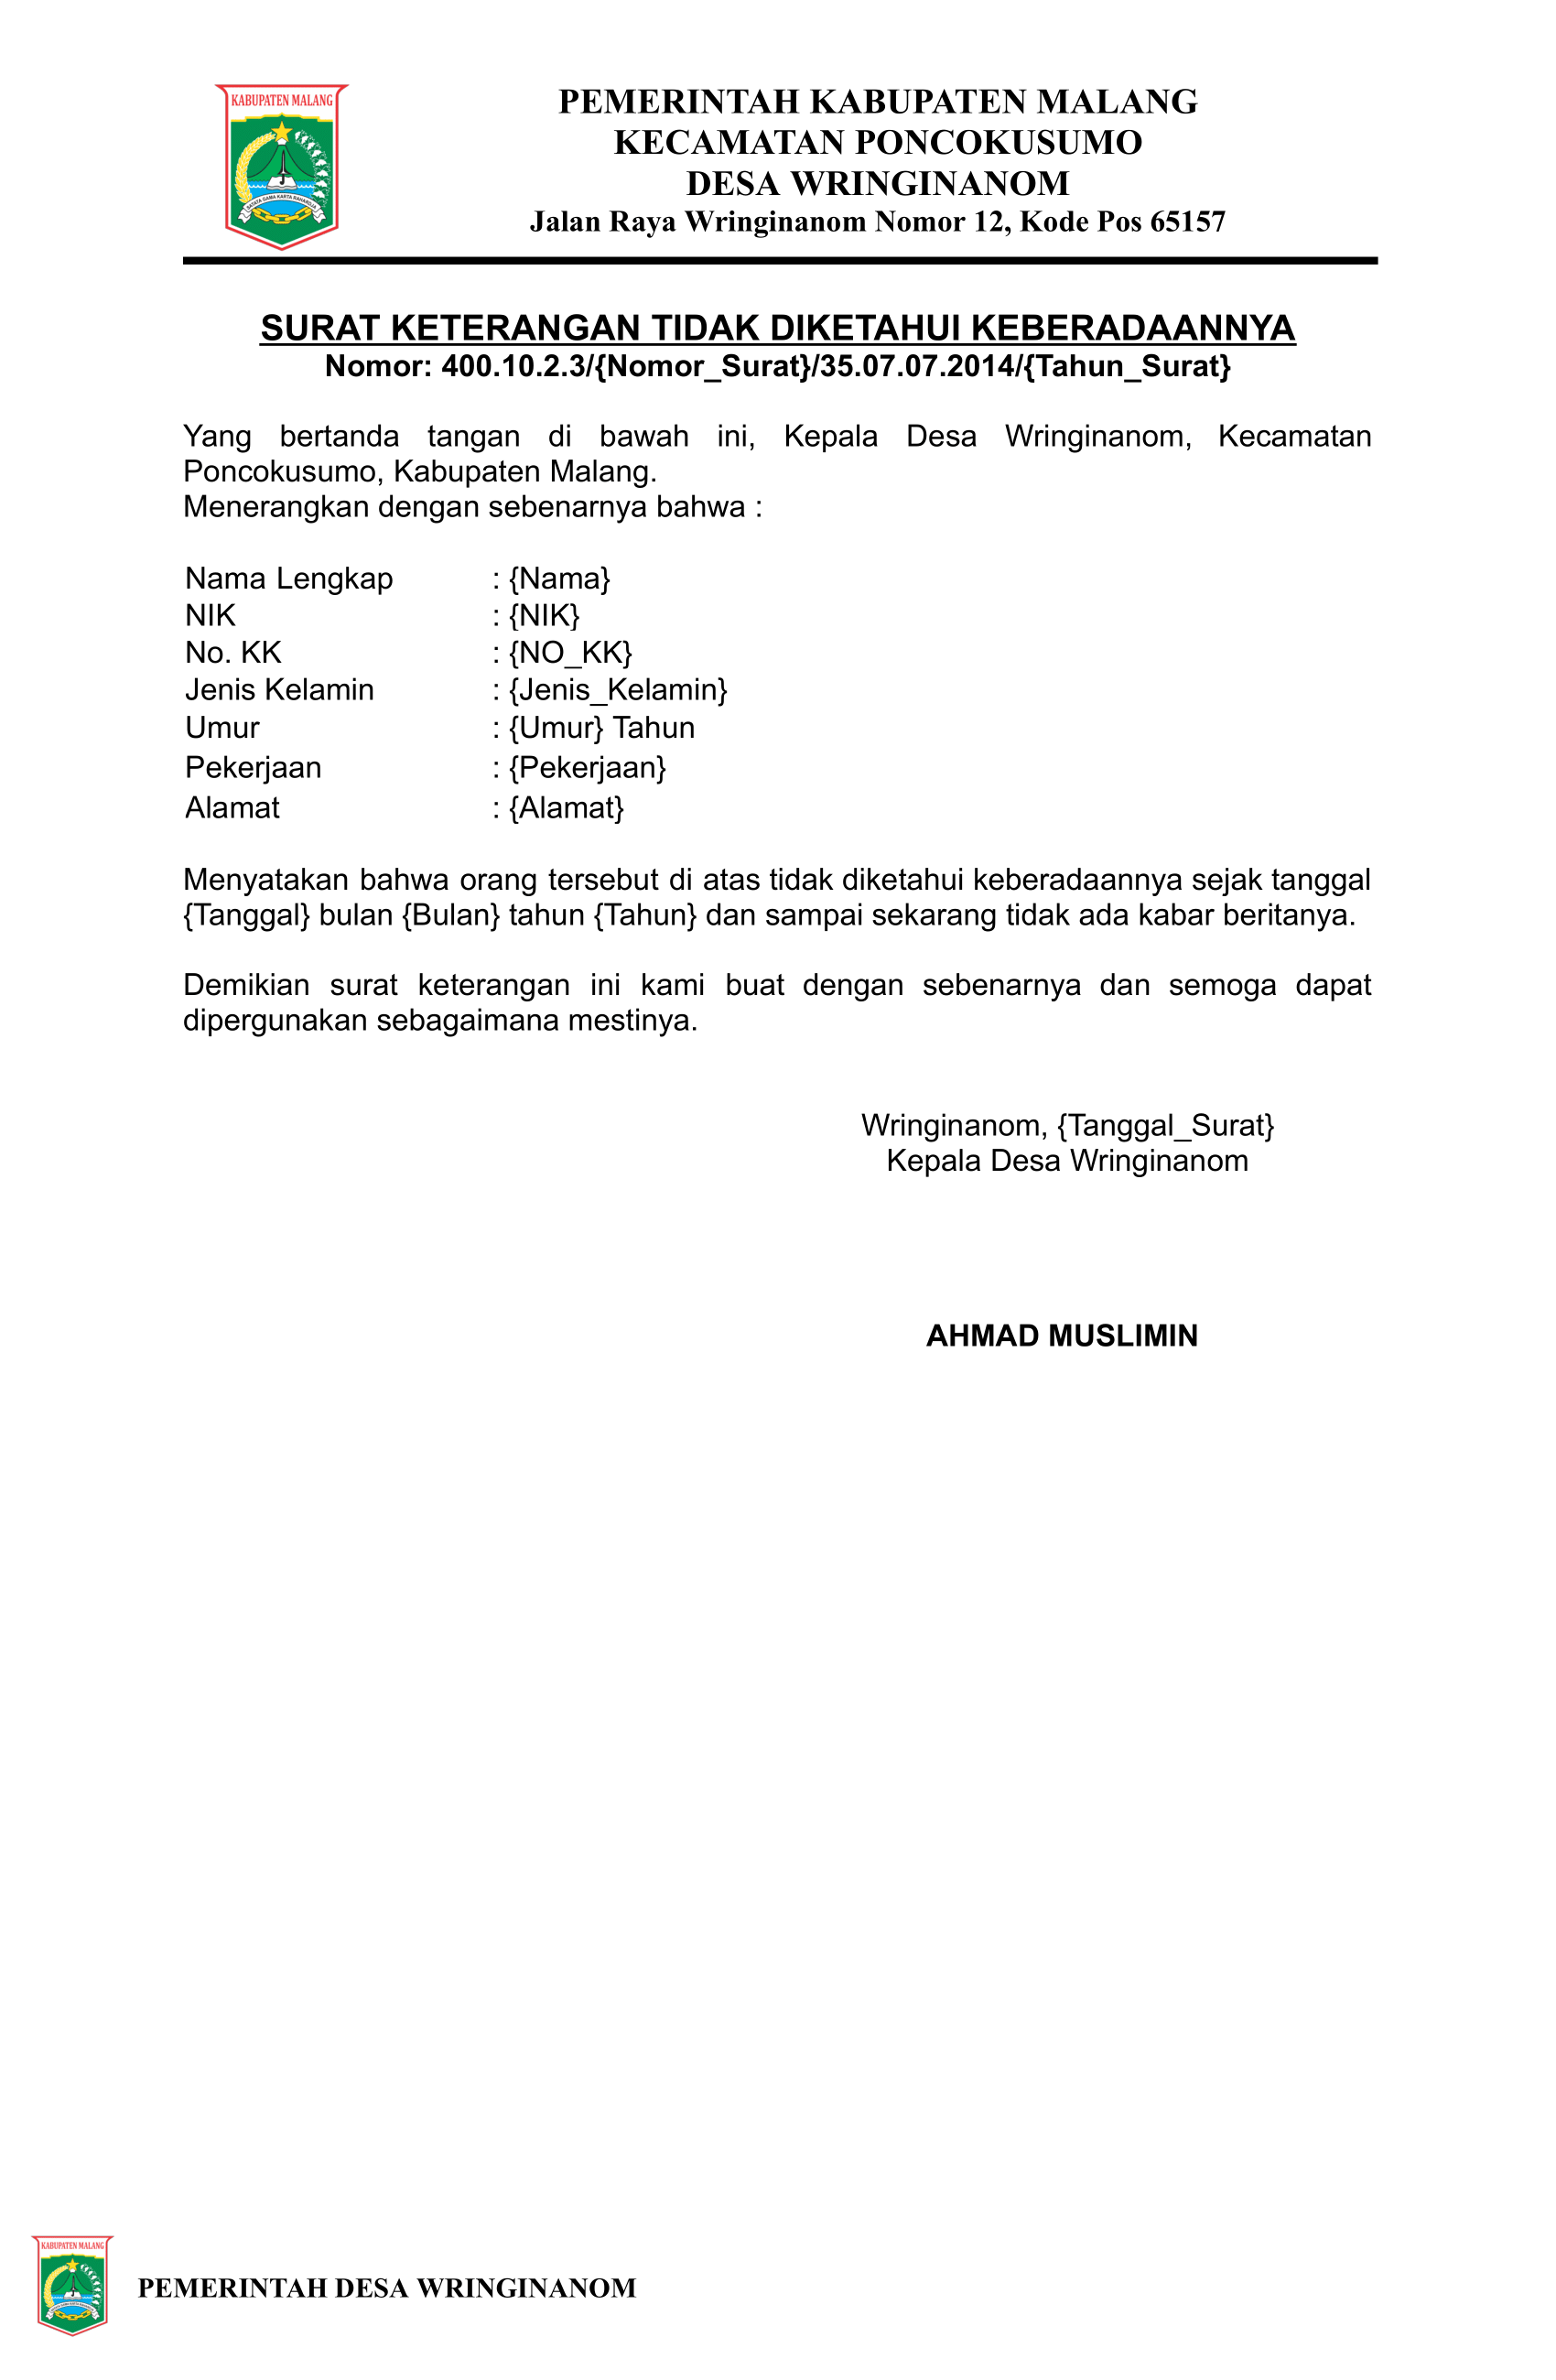 KABUPATEN MALANG
SATATA GAMA KARTA RAHARDJA
PEMERINTAH KABUPATEN MALANG
KECAMATAN PONCOKUSUMO
DESA WRINGINANOM
Jalan Raya Wringinanom Nomor 12, Kode Pos 65157
SURAT KETERANGAN TIDAK DIKETAHUI KEBERADAANNYA
Nomor: 400.10.2.3/{Nomor_Surat}/35.07.07.2014/{Tahun_Surat}
Yang bertanda tangan di bawah ini, Kepala Desa Wringinanom, Kecamatan
Poncokusumo, Kabupaten Malang.
Menerangkan dengan sebenarnya bahwa :
Nama Lengkap : {Nama}
NIK : {NIK}
No. KK : {NO_KK}
Jenis Kelamin : {Jenis_Kelamin}
Umur : {Umur} Tahun
Pekerjaan : {Pekerjaan}
Alamat : {Alamat}
Menyatakan bahwa orang tersebut di atas tidak diketahui keberadaannya sejak tanggal
{Tanggal} bulan {Bulan} tahun {Tahun} dan sampai sekarang tidak ada kabar beritanya.
Demikian surat keterangan ini kami buat dengan sebenarnya dan semoga dapat
dipergunakan sebagaimana mestinya.
Wringinanom, {Tanggal_Surat}
Kepala Desa Wringinanom
AHMAD MUSLIMIN
KABUPATEN MALANG
PEMERINTAH DESA WRINGINANOM